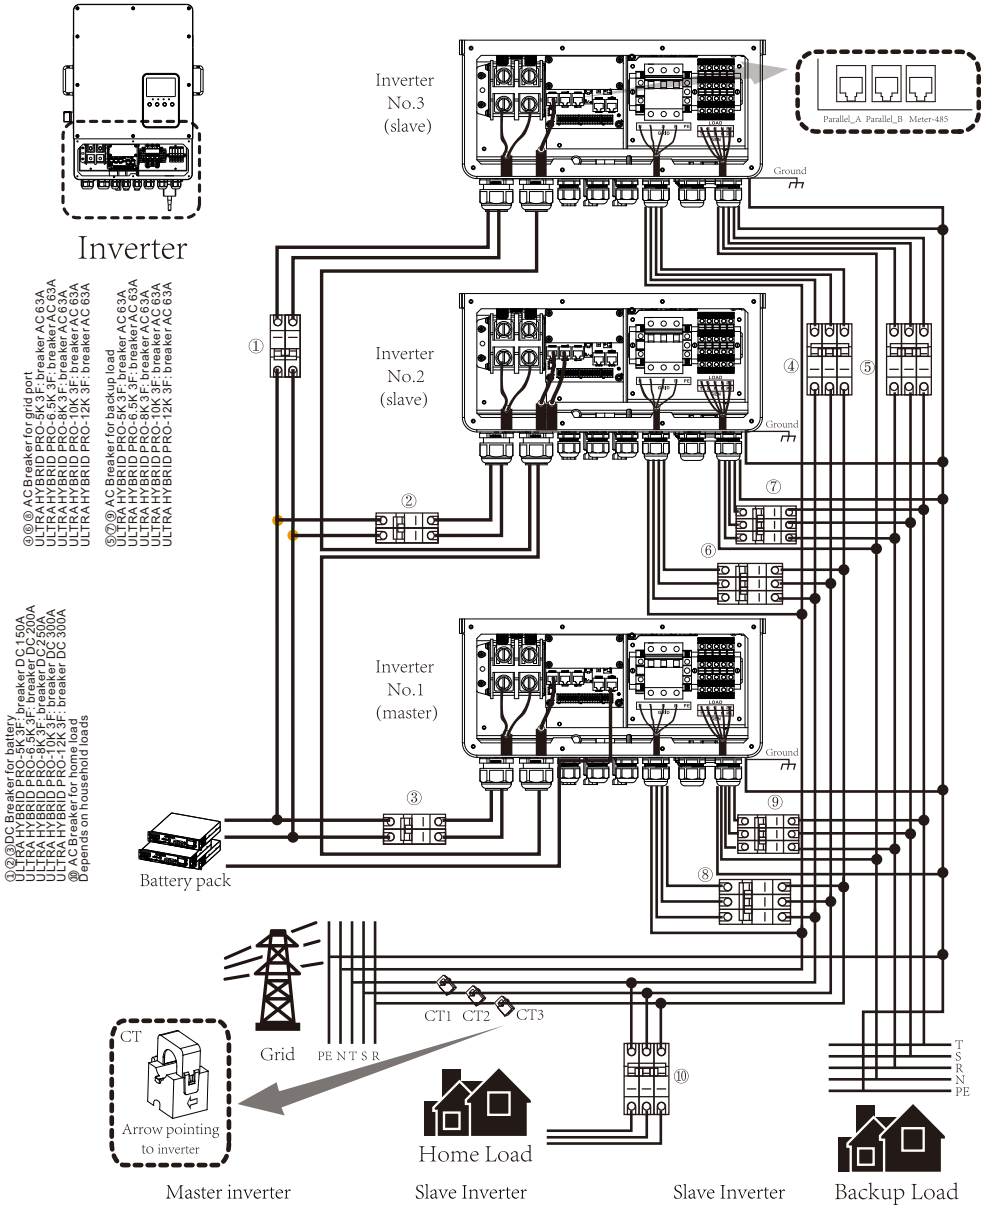 Inverter
No.3
(slave)
Parallel_A Parallel_B Meter-485
GRID
PE
LOAD
Ground
Inverter
①
④⑥⑧ AC Breaker for grid port
ULTRA HYBRID PRO-5K 3F: breaker AC 63A
ULTRA HYBRID PRO-6.5K 3F: breaker AC 63A
ULTRA HYBRID PRO-8K 3F: breaker AC 63A
ULTRA HYBRID PRO-10K 3F: breaker AC 63A
ULTRA HYBRID PRO-12K 3F: breaker AC 63A
⑤⑦⑨ AC Breaker for backup load
ULTRA HYBRID PRO-5K 3F: breaker AC 63A
ULTRA HYBRID PRO-6.5K 3F: breaker AC 63A
ULTRA HYBRID PRO-8K 3F: breaker AC 63A
ULTRA HYBRID PRO-10K 3F: breaker AC 63A
ULTRA HYBRID PRO-12K 3F: breaker AC 63A
Inverter
No.2
(slave)
GRID
PE
LOAD
Ground
④
⑤
②
⑦
⑥
①②③DC Breaker for battery
ULTRA HYBRID PRO-5K 3F: breaker DC 150A
ULTRA HYBRID PRO-6.5K 3F: breaker DC 200A
ULTRA HYBRID PRO-8K 3F: breaker DC 250A
ULTRA HYBRID PRO-10K 3F: breaker DC 300A
ULTRA HYBRID PRO-12K 3F: breaker DC 300A
⑩ AC Breaker for home load
Depends on household loads
Inverter
No.1
(master)
GRID
PE
LOAD
Ground
③
⑨
⑧
Battery pack
CT1 CT2 CT3
Grid
PE N T S R
CT
Arrow pointing
to inverter
⑩
T
S
R
N
PE
Home Load
Backup Load
Master inverter
Slave Inverter
Slave Inverter